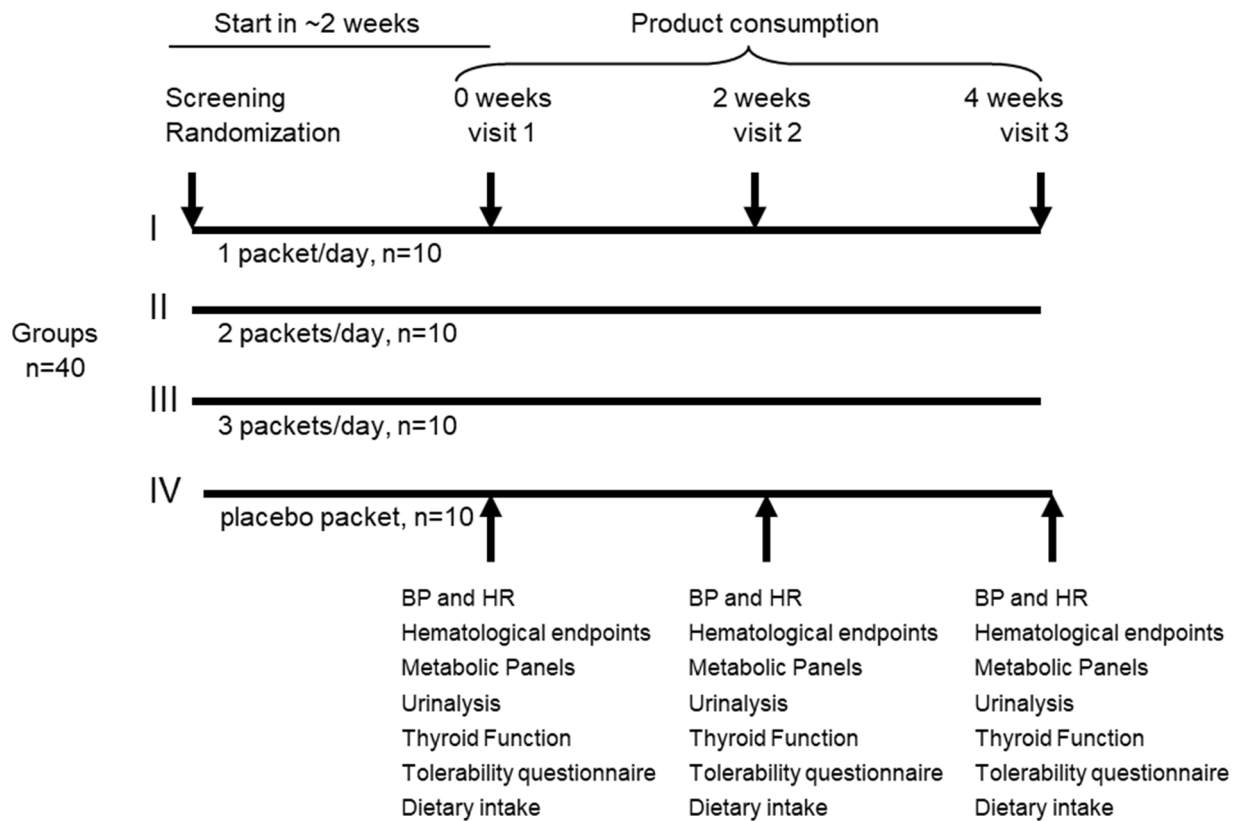 Start in ~2 weeks
Product consumption
Screening
Randomization
0 weeks
visit 1
2 weeks
visit 2
4 weeks
visit 3
I
1 packet/day, n=10
II
2 packets/day, n=10
Groups
n=40
III
3 packets/day, n=10
IV
placebo packet, n=10
BP and HR
Hematological endpoints
Metabolic Panels
Urinalysis
Thyroid Function
Tolerability questionnaire
Dietary intake
BP and HR
Hematological endpoints
Metabolic Panels
Urinalysis
Thyroid Function
Tolerability questionnaire
Dietary intake
BP and HR
Hematological endpoints
Metabolic Panels
Urinalysis
Thyroid Function
Tolerability questionnaire
Dietary intake